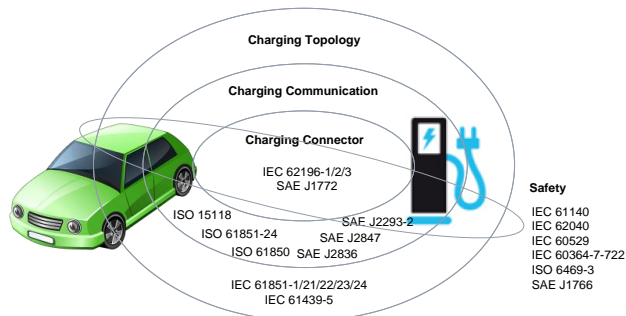 Charging Topology
Charging Communication
Charging Connector
IEC 62196-1/2/3
SAE J1772
ISO 15118
SAE J2293-2
ISO 61851-24
SAE J2847
ISO 61850
SAE J2836
IEC 61851-1/21/22/23/24
IEC 61439-5
Safety
IEC 61140
IEC 62040
IEC 60529
IEC 60364-7-722
ISO 6469-3
SAE J1766